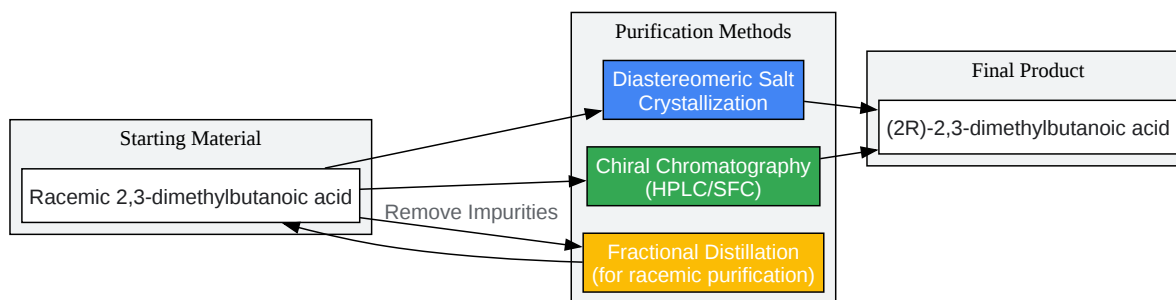 Purification Methods
Diastereomeric Salt
Crystallization
Final Product
(2R)-2,3-dimethylbutanoic acid
Starting Material
Racemic 2,3-dimethylbutanoic acid
Chiral Chromatography
(HPLC/SFC)
Remove Impurities
Fractional Distillation
(for racemic purification)